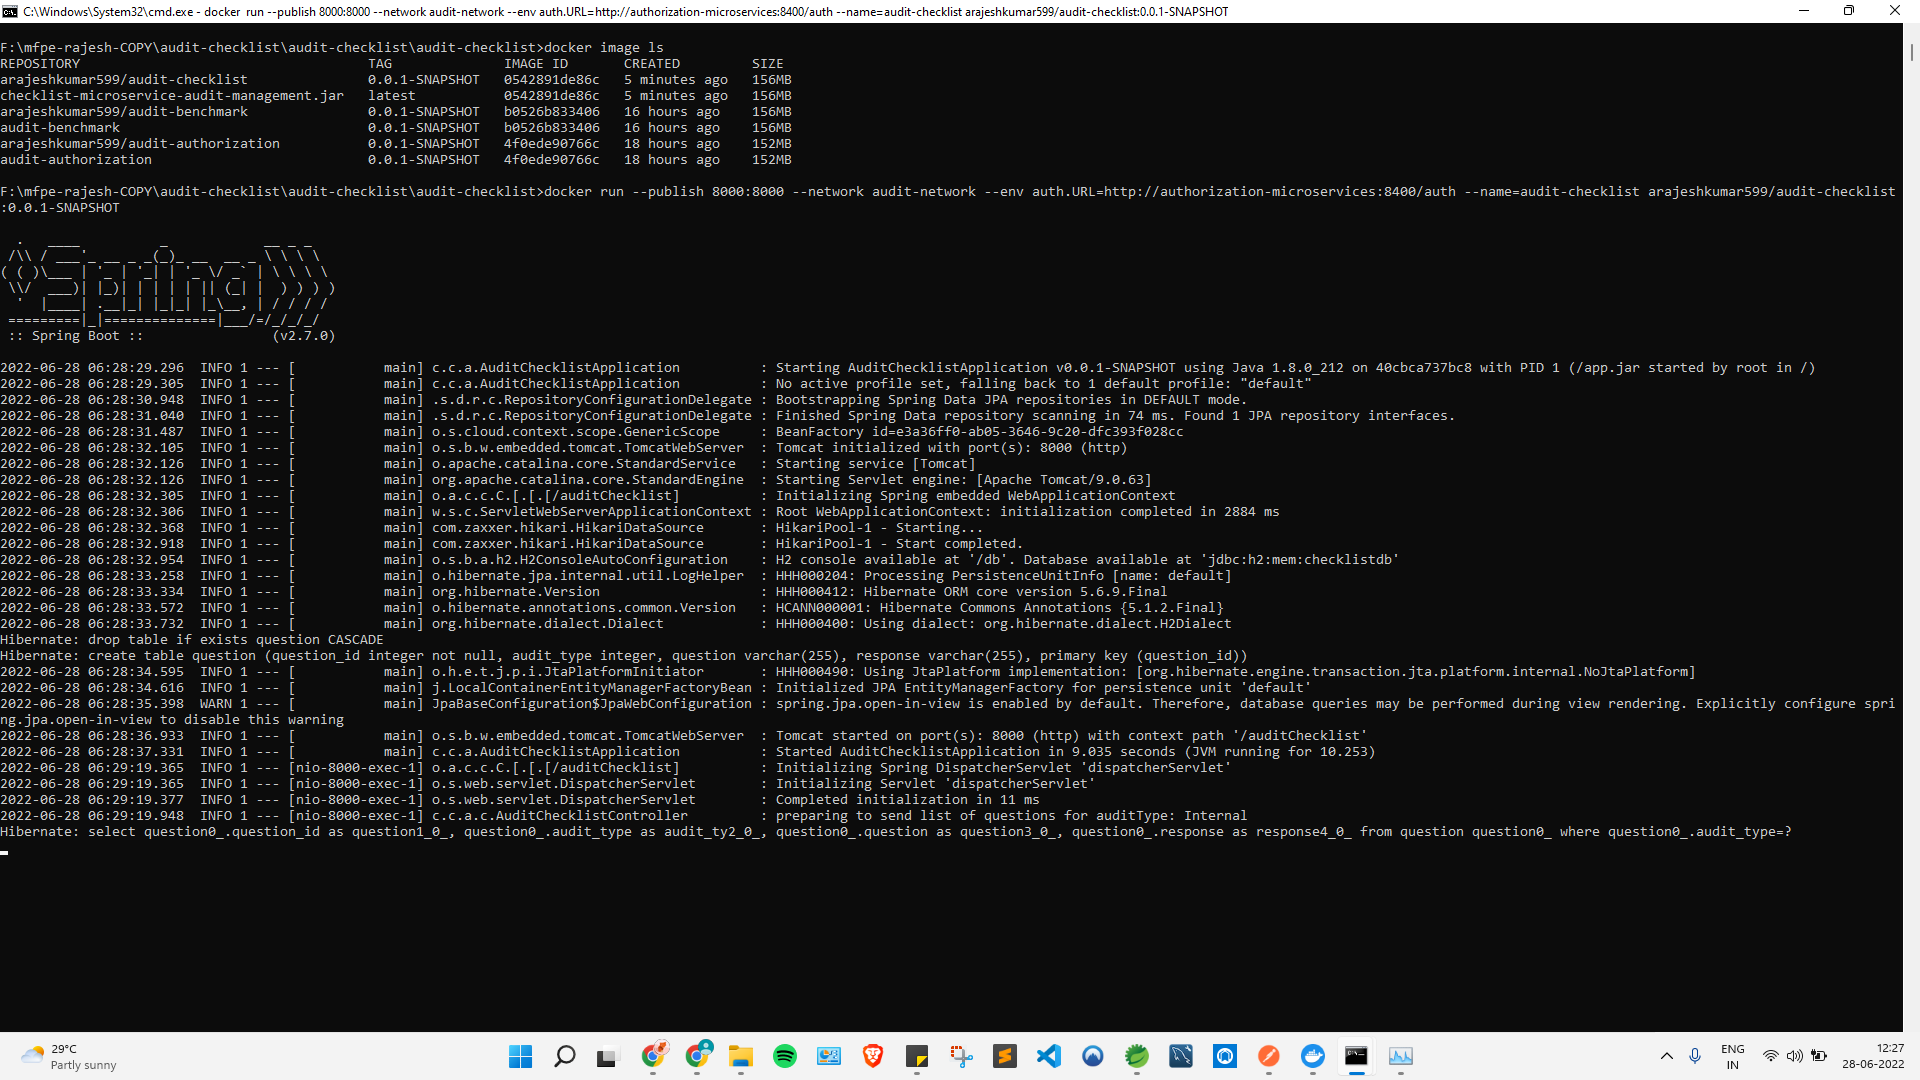 C:\Windows\System32\cmd.exe - docker  run --publish 8000:8000 --network audit-network --env auth.URL=http://authorization-microservices:8400/auth --name=audit-checklist arajeshkumar599/audit-checklist:0.0.1-SNAPSHOT
F:\mfpe-rajesh-COPY\audit-checklist\audit-checklist\audit-checklist>docker image ls
REPOSITORY                                    TAG              IMAGE ID       CREATED         SIZE
arajeshkumar599/audit-checklist               0.0.1-SNAPSHOT   0542891de86c   5 minutes ago   156MB
checklist-microservice-audit-management.jar   latest           0542891de86c   5 minutes ago   156MB
arajeshkumar599/audit-benchmark               0.0.1-SNAPSHOT   b0526b833406   16 hours ago    156MB
audit-benchmark                               0.0.1-SNAPSHOT   b0526b833406   16 hours ago    156MB
arajeshkumar599/audit-authorization           0.0.1-SNAPSHOT   4f0ede90766c   18 hours ago    152MB
audit-authorization                           0.0.1-SNAPSHOT   4f0ede90766c   18 hours ago    152MB
F:\mfpe-rajesh-COPY\audit-checklist\audit-checklist\audit-checklist>docker run --publish 8000:8000 --network audit-network --env auth.URL=http://authorization-microservices:8400/auth --name=audit-checklist arajeshkumar599/audit-checklist
:0.0.1-SNAPSHOT
  .   ____          _            __ _ _
 /\\ / ___'_ __ _ _(_)_ __  __ _ \ \ \ \
( ( )\___ | '_ | '_| | '_ \/ _` | \ \ \ \
 \\/  ___)| |_)| | | | | || (_| |  ) ) ) )
  '  |____| .__|_| |_|_| |_\__, | / / / /
 =========|_|==============|___/=/_/_/_/
 :: Spring Boot ::                (v2.7.0)
2022-06-28 06:28:29.296  INFO 1 --- [           main] c.c.a.AuditChecklistApplication          : Starting AuditChecklistApplication v0.0.1-SNAPSHOT using Java 1.8.0_212 on 40cbca737bc8 with PID 1 (/app.jar started by root in /)
2022-06-28 06:28:29.305  INFO 1 --- [           main] c.c.a.AuditChecklistApplication          : No active profile set, falling back to 1 default profile: "default"
2022-06-28 06:28:30.948  INFO 1 --- [           main] .s.d.r.c.RepositoryConfigurationDelegate : Bootstrapping Spring Data JPA repositories in DEFAULT mode.
2022-06-28 06:28:31.040  INFO 1 --- [           main] .s.d.r.c.RepositoryConfigurationDelegate : Finished Spring Data repository scanning in 74 ms. Found 1 JPA repository interfaces.
2022-06-28 06:28:31.487  INFO 1 --- [           main] o.s.cloud.context.scope.GenericScope     : BeanFactory id=e3a36ff0-ab05-3646-9c20-dfc393f028cc
2022-06-28 06:28:32.105  INFO 1 --- [           main] o.s.b.w.embedded.tomcat.TomcatWebServer  : Tomcat initialized with port(s): 8000 (http)
2022-06-28 06:28:32.126  INFO 1 --- [           main] o.apache.catalina.core.StandardService   : Starting service [Tomcat]
2022-06-28 06:28:32.126  INFO 1 --- [           main] org.apache.catalina.core.StandardEngine  : Starting Servlet engine: [Apache Tomcat/9.0.63]
2022-06-28 06:28:32.305  INFO 1 --- [           main] o.a.c.c.C.[.[.[/auditChecklist]          : Initializing Spring embedded WebApplicationContext
2022-06-28 06:28:32.306  INFO 1 --- [           main] w.s.c.ServletWebServerApplicationContext : Root WebApplicationContext: initialization completed in 2884 ms
2022-06-28 06:28:32.368  INFO 1 --- [           main] com.zaxxer.hikari.HikariDataSource       : HikariPool-1 - Starting...
2022-06-28 06:28:32.918  INFO 1 --- [           main] com.zaxxer.hikari.HikariDataSource       : HikariPool-1 - Start completed.
2022-06-28 06:28:32.954  INFO 1 --- [           main] o.s.b.a.h2.H2ConsoleAutoConfiguration    : H2 console available at '/db'. Database available at 'jdbc:h2:mem:checklistdb'
2022-06-28 06:28:33.258  INFO 1 --- [           main] o.hibernate.jpa.internal.util.LogHelper  : HHH000204: Processing PersistenceUnitInfo [name: default]
2022-06-28 06:28:33.334  INFO 1 --- [           main] org.hibernate.Version                    : HHH000412: Hibernate ORM core version 5.6.9.Final
2022-06-28 06:28:33.572  INFO 1 --- [           main] o.hibernate.annotations.common.Version   : HCANN000001: Hibernate Commons Annotations {5.1.2.Final}
2022-06-28 06:28:33.732  INFO 1 --- [           main] org.hibernate.dialect.Dialect            : HHH000400: Using dialect: org.hibernate.dialect.H2Dialect
Hibernate: drop table if exists question CASCADE
Hibernate: create table question (question_id integer not null, audit_type integer, question varchar(255), response varchar(255), primary key (question_id))
2022-06-28 06:28:34.595  INFO 1 --- [           main] o.h.e.t.j.p.i.JtaPlatformInitiator       : HHH000490: Using JtaPlatform implementation: [org.hibernate.engine.transaction.jta.platform.internal.NoJtaPlatform]
2022-06-28 06:28:34.616  INFO 1 --- [           main] j.LocalContainerEntityManagerFactoryBean : Initialized JPA EntityManagerFactory for persistence unit 'default'
2022-06-28 06:28:35.398  WARN 1 --- [           main] JpaBaseConfiguration$JpaWebConfiguration : spring.jpa.open-in-view is enabled by default. Therefore, database queries may be performed during view rendering. Explicitly configure spri
ng.jpa.open-in-view to disable this warning
2022-06-28 06:28:36.933  INFO 1 --- [           main] o.s.b.w.embedded.tomcat.TomcatWebServer  : Tomcat started on port(s): 8000 (http) with context path '/auditChecklist'
2022-06-28 06:28:37.331  INFO 1 --- [           main] c.c.a.AuditChecklistApplication          : Started AuditChecklistApplication in 9.035 seconds (JVM running for 10.253)
2022-06-28 06:29:19.365  INFO 1 --- [nio-8000-exec-1] o.a.c.c.C.[.[.[/auditChecklist]          : Initializing Spring DispatcherServlet 'dispatcherServlet'
2022-06-28 06:29:19.365  INFO 1 --- [nio-8000-exec-1] o.s.web.servlet.DispatcherServlet        : Initializing Servlet 'dispatcherServlet'
2022-06-28 06:29:19.377  INFO 1 --- [nio-8000-exec-1] o.s.web.servlet.DispatcherServlet        : Completed initialization in 11 ms
2022-06-28 06:29:19.948  INFO 1 --- [nio-8000-exec-1] c.c.a.c.AuditChecklistController         : preparing to send list of questions for auditType: Internal
Hibernate: select question0_.question_id as question1_0_, question0_.audit_type as audit_ty2_0_, question0_.question as question3_0_, question0_.response as response4_0_ from question question0_ where question0_.audit_type=?
29°C
Partly sunny
ENG
IN
12:27
28-06-2022